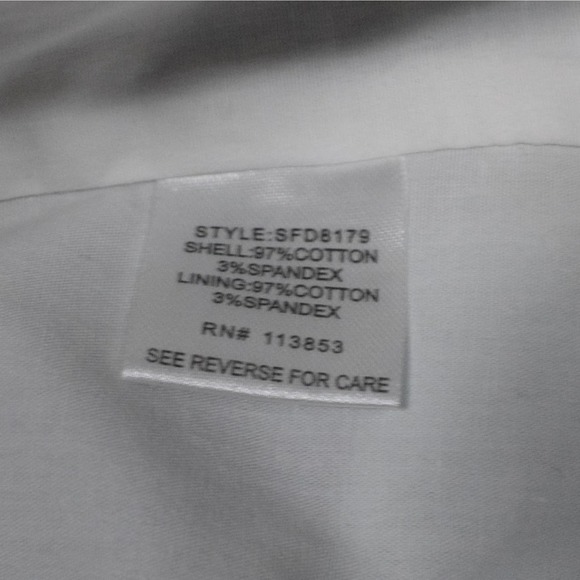 STYLE:SFD8179
SHELL:97%COTTON
3%SPANDEX
LINING:97%COTTON
3%SPANDEX
RN# 113853
SEE REVERSE FOR CARE